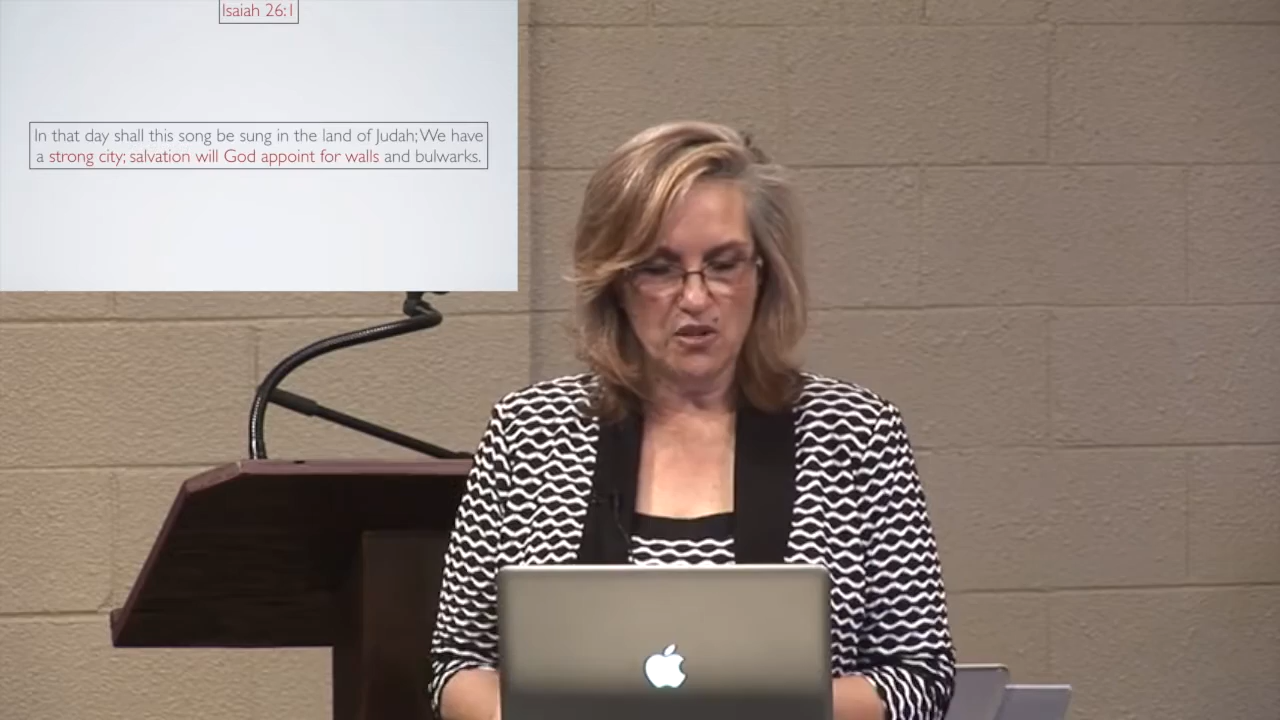 Isaiah 26:1
In that day shall this song be sung in the land of Judah; We have
a strong city; salvation will God appoint for walls and bulwarks.